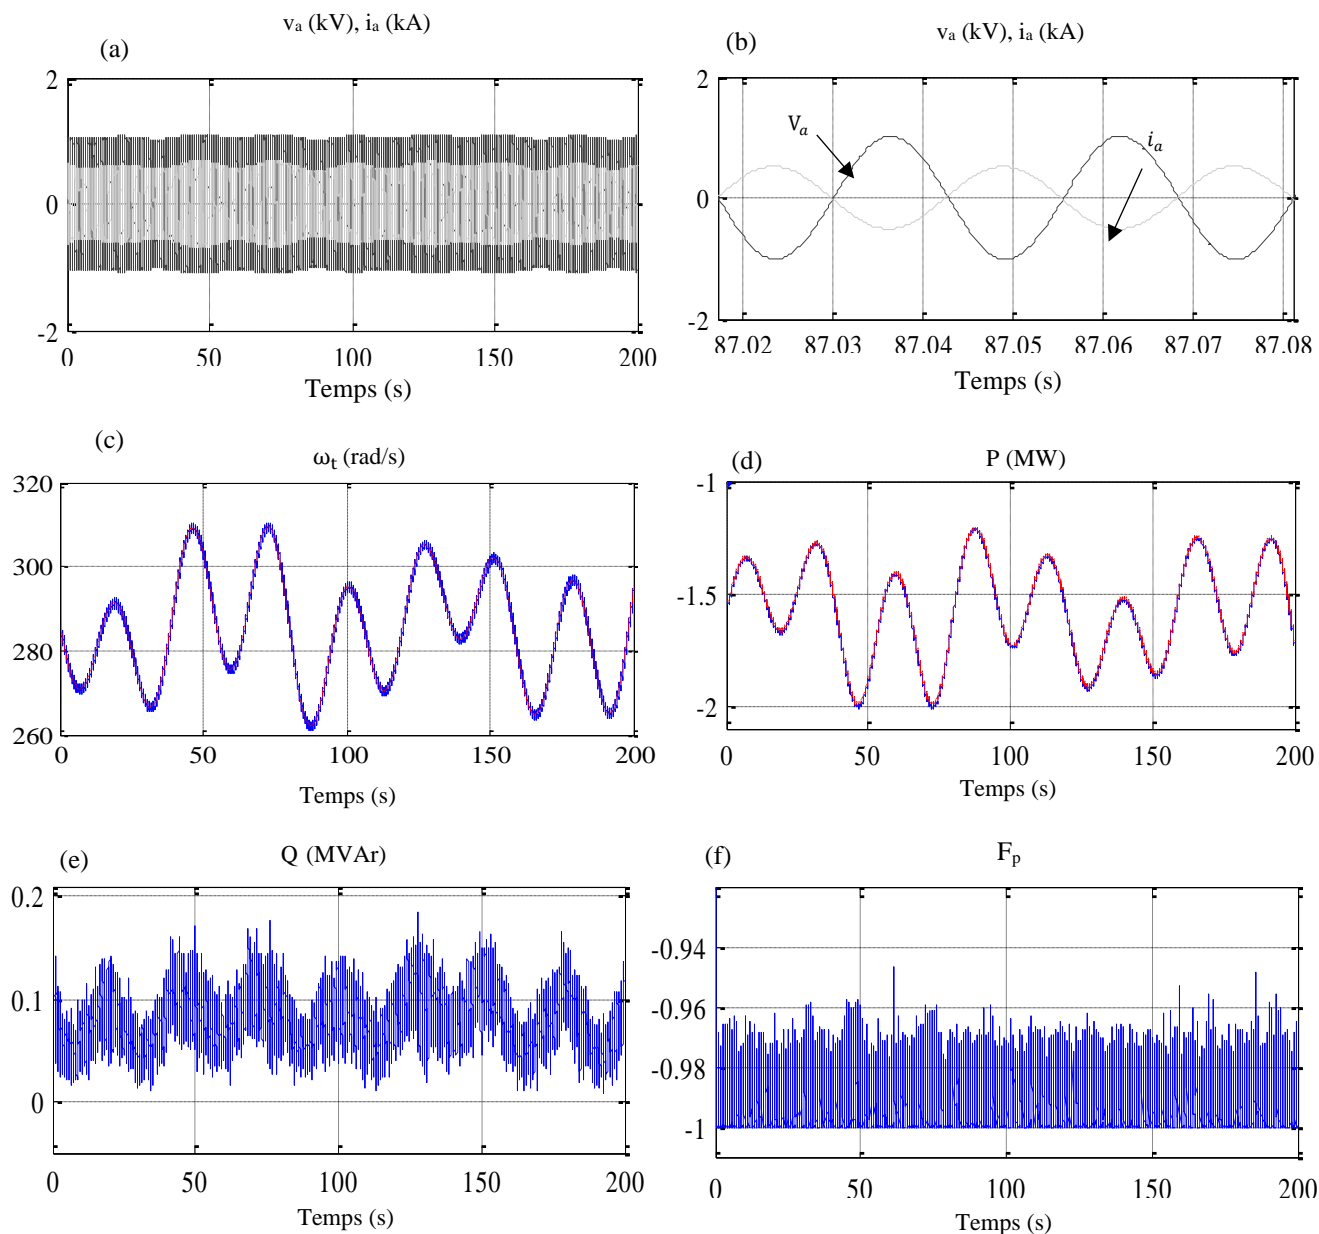 vₐ (kV), iₐ (kA)
(a)
2
0
-2
0 50 100 150 200
Temps (s)
vₐ (kV), iₐ (kA)
(b)
2
Vₐ
iₐ
0
-2
87.02 87.03 87.04 87.05 87.06 87.07 87.08
Temps (s)
(c)
ωₜ (rad/s)
320
300
280
260
0 50 100 150 200
Temps (s)
(d)
P (MW)
-1
-1.5
-2
0 50 100 150 200
Temps (s)
(e)
Q (MVAr)
0.2
0.1
0
0 50 100 150 200
Temps (s)
(f)
Fₚ
-0.94
-0.96
-0.98
-1
0 50 100 150 200
Temps (s)